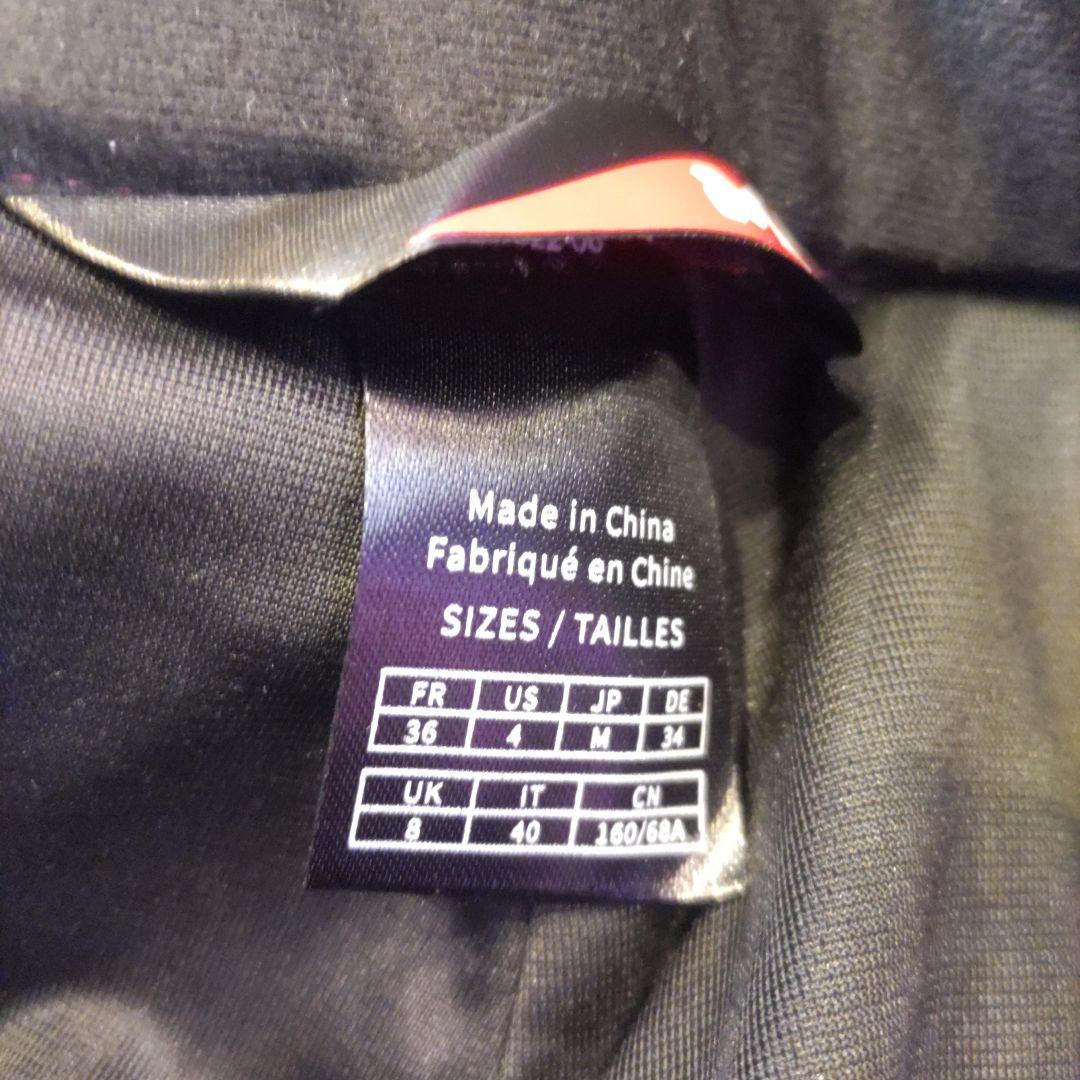 Made in China
Fabriqué en Chine
SIZES / TAILLES
FR US JP DE
36 4 M 34
UK IT CN
8 40 160/68A